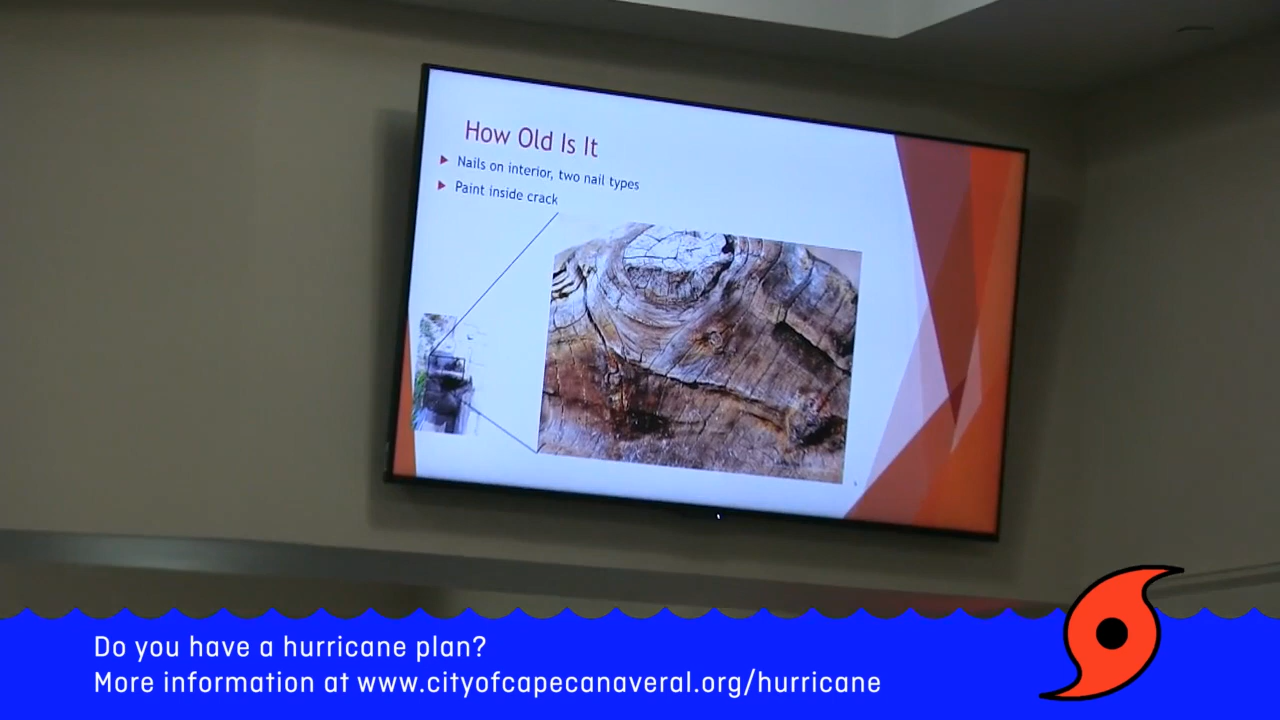 How Old Is It
Nails on interior, two nail types
Paint inside crack
Do you have a hurricane plan?
More information at www.cityofcapecanaveral.org/hurricane